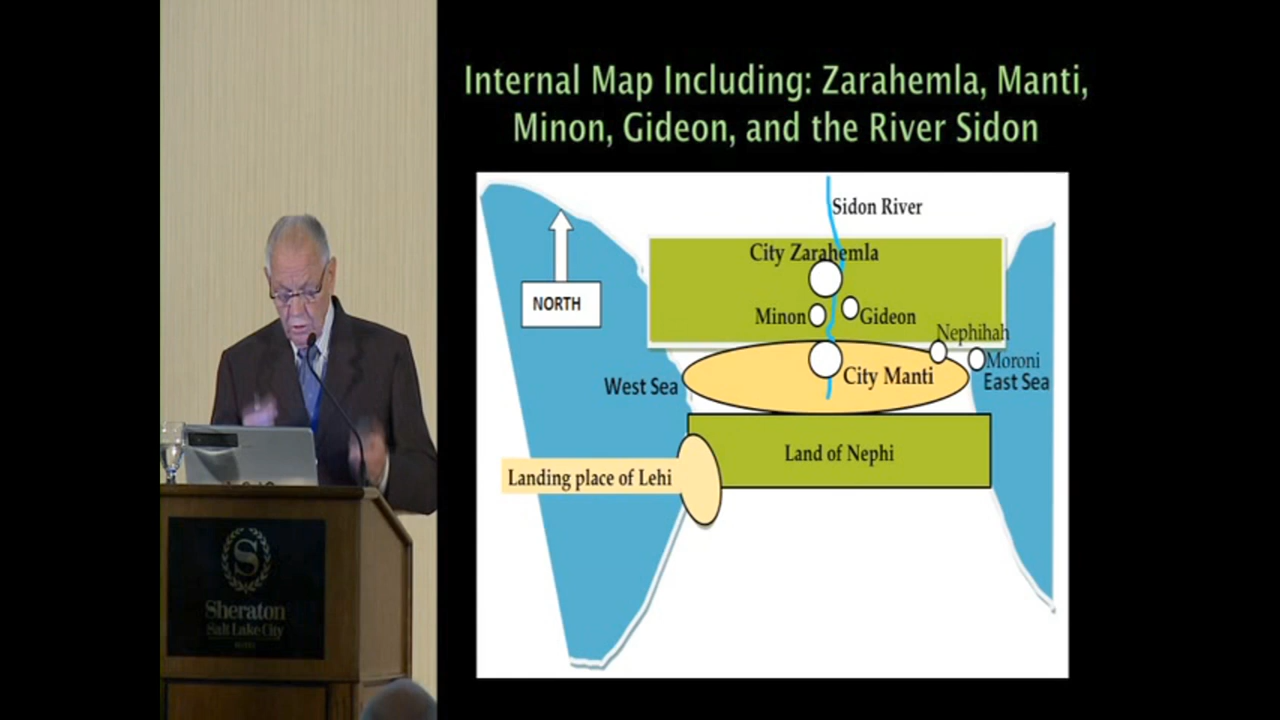 Internal Map Including: Zarahemla, Manti,
Minon, Gideon, and the River Sidon
Sidon River
City Zarahemla
NORTH
Minon
Gideon
Nephihah
Moroni
City Manti
East Sea
West Sea
Land of Nephi
Landing place of Lehi
S
Sheraton
Salt Lake City
HOTEL